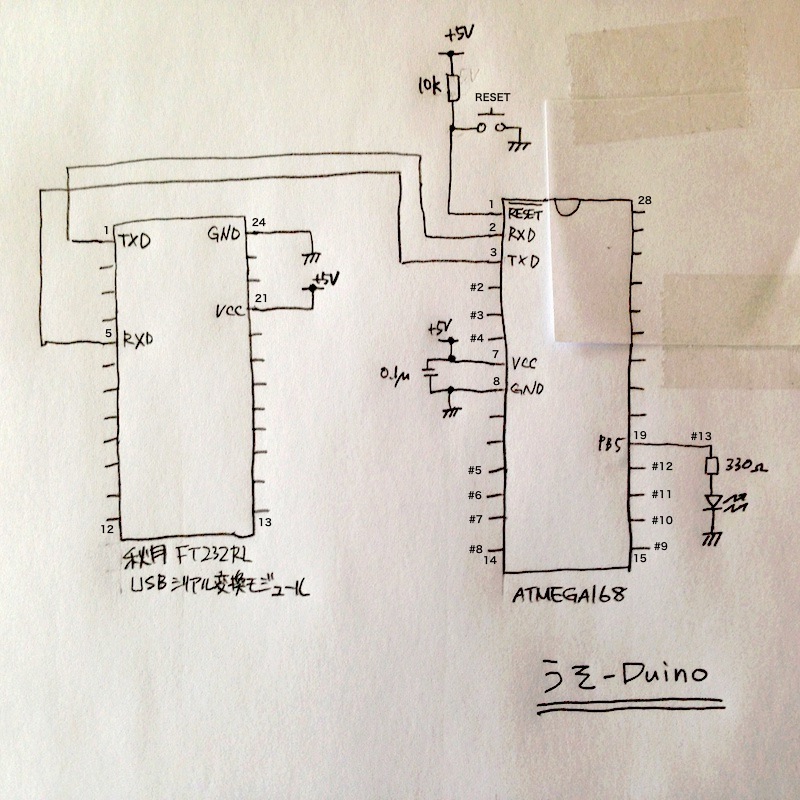 +5V
10k
RESET
1
RESET
28
2
RXD
3
TXD
#2
#3
#4
+5V
7
VCC
0.1μ
8
GND
#5
#6
#7
#8
14
PB5
19
#13
330Ω
#12
#11
#10
#9
15
ATMEGA168
1
TXD
GND
24
+5V
VCC
21
5
RXD
12
13
秋月 FT232RL
USBシリアル変換モジュール
うそ-Duino